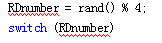 RDnumber = rand() % 4;
switch (RDnumber)